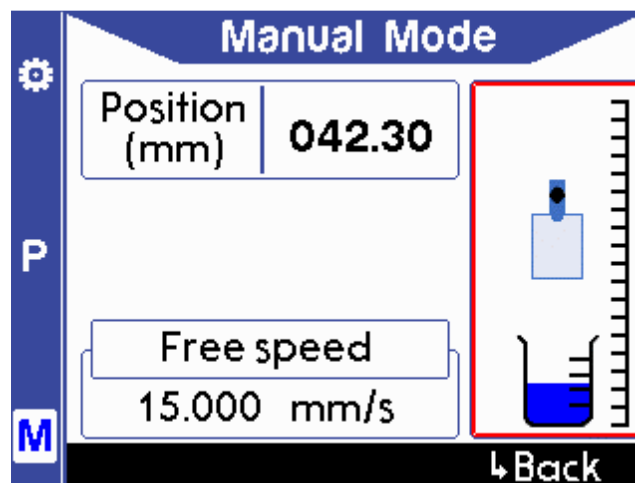 Manual Mode
Position
(mm)
042.30
P
Free speed
15.000 mm/s
M
↳Back